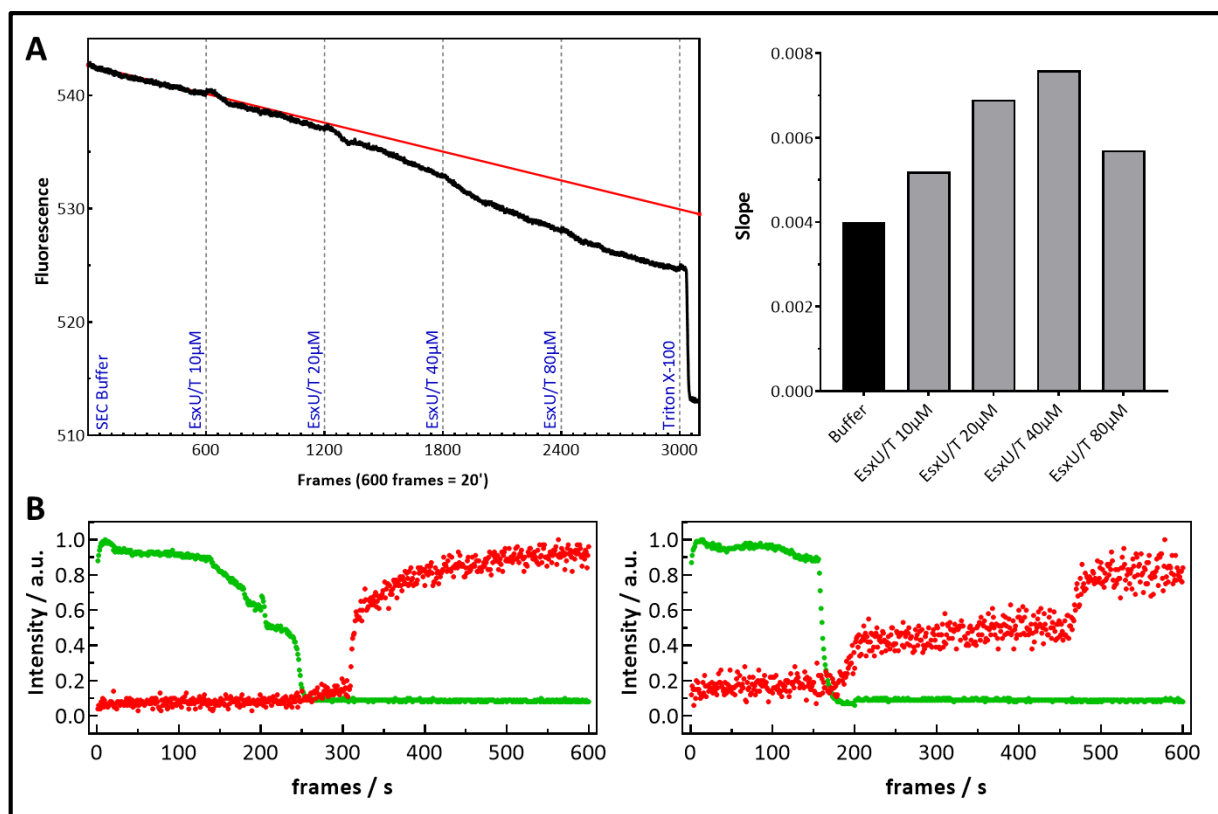 A
Fluorescence
540
530
520
510
SEC Buffer
EsxU/T 10µM
EsxU/T 20µM
EsxU/T 40µM
EsxU/T 80µM
Triton X-100
600
1200
1800
2400
3000
Frames (600 frames = 20')
Slope
0.008
0.006
0.004
0.002
0.000
Buffer
EsxU/T 10µM
EsxU/T 20µM
EsxU/T 40µM
EsxU/T 80µM
B
Intensity / a.u.
1.0
0.8
0.6
0.4
0.2
0.0
0
100
200
300
400
500
600
frames / s
Intensity / a.u.
1.0
0.8
0.6
0.4
0.2
0.0
0
100
200
300
400
500
600
frames / s